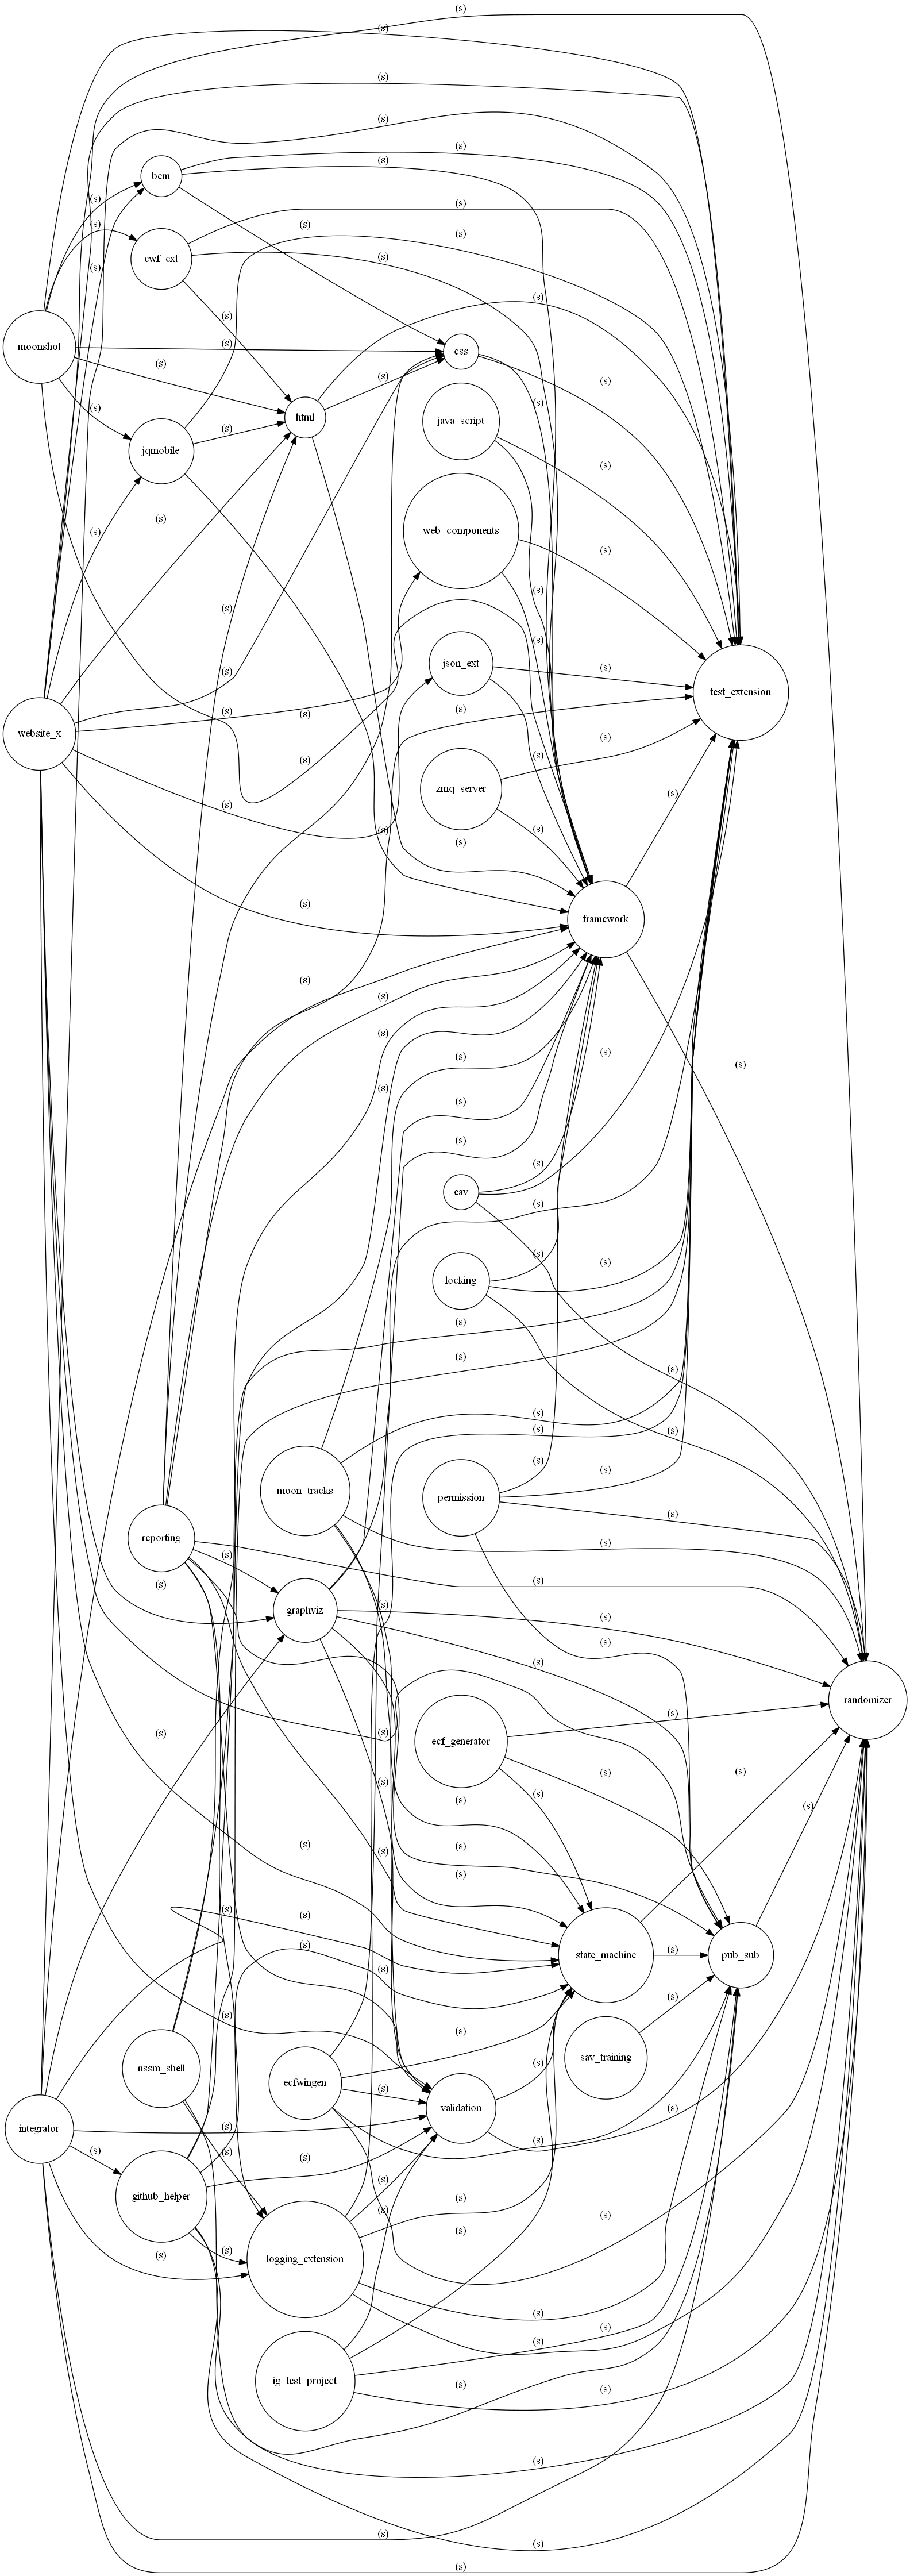 (s)
(s)
(s)
bem
(s)
(s)
(s)
(s)
(s)
(s)
(s)
ewf_ext
(s)
(s)
(s)
(s)
moonshot
(s)
css
(s)
(s)
(s)
(s)
(s)
html
java_script
(s)
jqmobile
(s)
(s)
(s)
web_components
(s)
(s)
(s)
(s)
json_ext
(s)
(s)
test_extension
(s)
(s)
(s)
website_x
(s)
(s)
(s)
zmq_server
(s)
(s)
(s)
(s)
(s)
(s)
framework
(s)
(s)
(s)
(s)
(s)
(s)
(s)
(s)
(s)
(s)
eav
(s)
(s)
(s)
locking
(s)
(s)
(s)
(s)
(s)
(s)
(s)
moon_tracks
permission
(s)
(s)
reporting
(s)
(s)
(s)
(s)
(s)
graphviz
(s)
(s)
(s)
randomizer
(s)
(s)
(s)
ecf_generator
(s)
(s)
(s)
(s)
(s)
(s)
(s)
(s)
(s)
(s)
(s)
(s)
(s)
state_machine
(s)
pub_sub
(s)
(s)
(s)
(s)
sav_training
nssm_shell
(s)
ecfwingen
(s)
validation
(s)
(s)
integrator
(s)
(s)
(s)
(s)
github_helper
(s)
(s)
(s)
(s)
(s)
(s)
logging_extension
(s)
(s)
(s)
(s)
ig_test_project
(s)
(s)
(s)
(s)
(s)
(s)